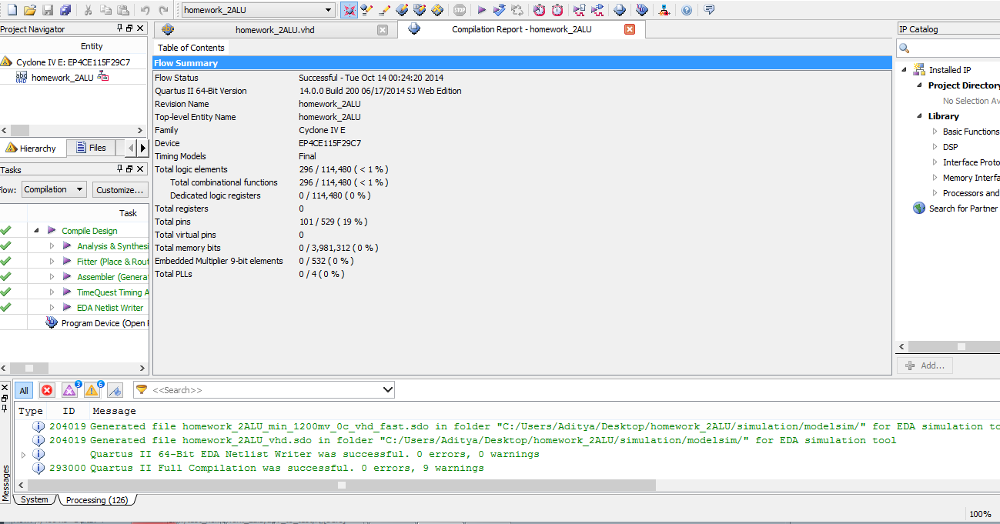 homework_2ALU
STOP
Project Navigator
Entity
Cyclone IV E: EP4CE115F29C7
homework_2ALU
Hierarchy
Files
Tasks
Flow:
Compilation
Customize...
Task
Compile Design
Analysis & Synthesi
Fitter (Place & Rout
Assembler (Generat
TimeQuest Timing A
EDA Netlist Writer
Program Device (Open
homework_2ALU.vhd
Compilation Report - homework_2ALU
Table of Contents
Flow Summary
Flow Status Successful - Tue Oct 14 00:24:20 2014
Quartus II 64-Bit Version 14.0.0 Build 200 06/17/2014 SJ Web Edition
Revision Name homework_2ALU
Top-level Entity Name homework_2ALU
Family Cyclone IV E
Device EP4CE115F29C7
Timing Models Final
Total logic elements 296 / 114,480 ( < 1 % )
Total combinational functions 296 / 114,480 ( < 1 % )
Dedicated logic registers 0 / 114,480 ( 0 % )
Total registers 0
Total pins 101 / 529 ( 19 % )
Total virtual pins 0
Total memory bits 0 / 3,981,312 ( 0 % )
Embedded Multiplier 9-bit elements 0 / 532 ( 0 % )
Total PLLs 0 / 4 ( 0 % )
IP Catalog
Installed IP
Project Directory
No Selection Av
Library
Basic Functions
DSP
Interface Proto
Memory Interfa
Processors and
Search for Partner
Add...
All
3
6
<<Search>>
Type ID Message
204019 Generated file homework_2ALU_min_1200mv_0c_vhd_fast.sdo in folder "C:/Users/Aditya/Desktop/homework_2ALU/simulation/modelsim/" for EDA simulation to
204019 Generated file homework_2ALU_vhd.sdo in folder "C:/Users/Aditya/Desktop/homework_2ALU/simulation/modelsim/" for EDA simulation tool
Quartus II 64-Bit EDA Netlist Writer was successful. 0 errors, 0 warnings
293000 Quartus II Full Compilation was successful. 0 errors, 9 warnings
Messages
System
Processing (126)
100%